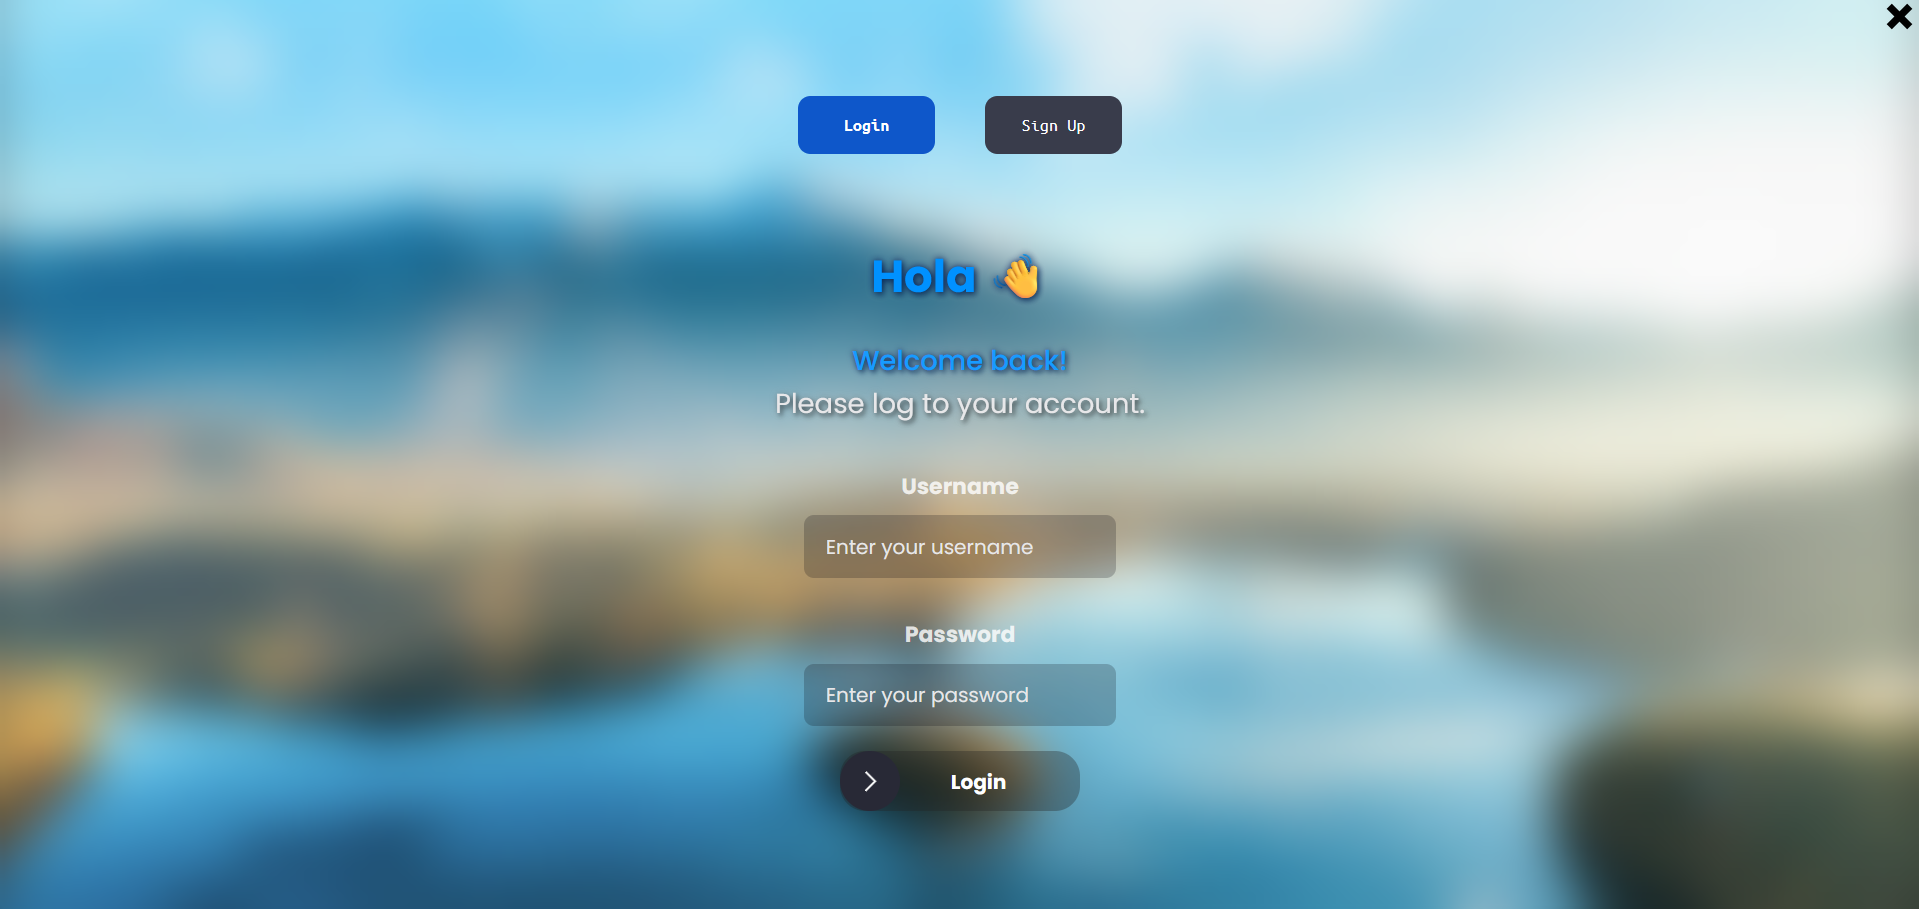 Login
Sign Up
Hola 👋
Welcome back!
Please log to your account.
Username
Enter your username
Password
Enter your password
Login